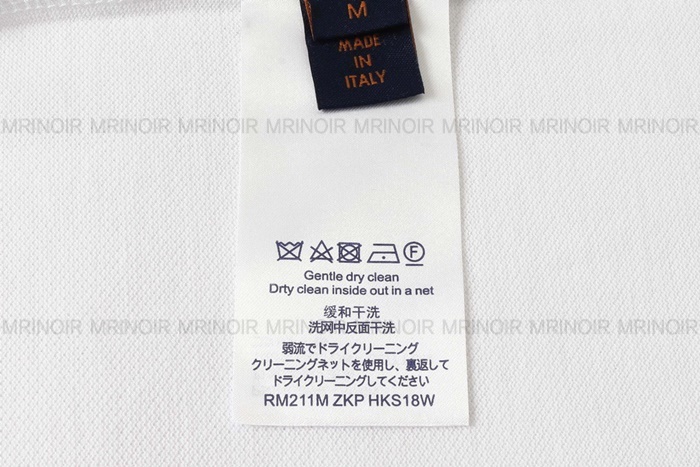 M
MADE
IN
ITALY
MRINOIR MRINOIR MRINOIR MRINOIR MRINOIR MRINOIR MRINOIR MRINOIR
F
Gentle dry clean
Drty clean inside out in a net
缓和干洗
洗网中反面干洗
MRINOIR MRINOIR MRINOIR MRINOIR MRINOIR MRINOIR MRINOIR MRINOIR
弱流でドライクリーニング
クリーニングネットを使用し、裏返して
ドライクリーニングしてください
RM211M ZKP HKS18W